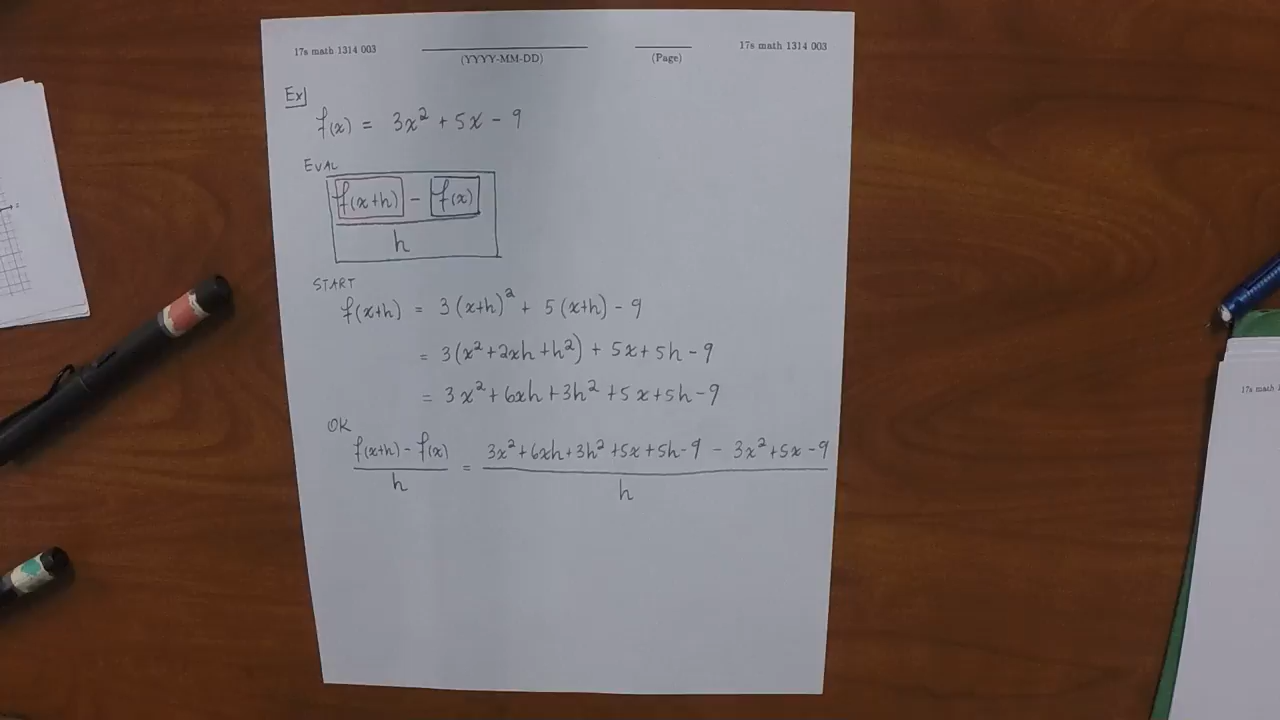 17s math 1314 003 (YYYY-MM-DD) (Page) 17s math 1314 003
Ex
f(x) = 3x² + 5x - 9
EVAL
f(x+h) - f(x)
h
START
f(x+h) = 3(x+h)² + 5(x+h) - 9
= 3(x²+2xh+h²) + 5x+5h-9
= 3x²+6xh+3h²+5x+5h-9
OK
f(x+h) - f(x) = 3x²+6xh+3h²+5x+5h-9 - 3x²+5x-9
h h